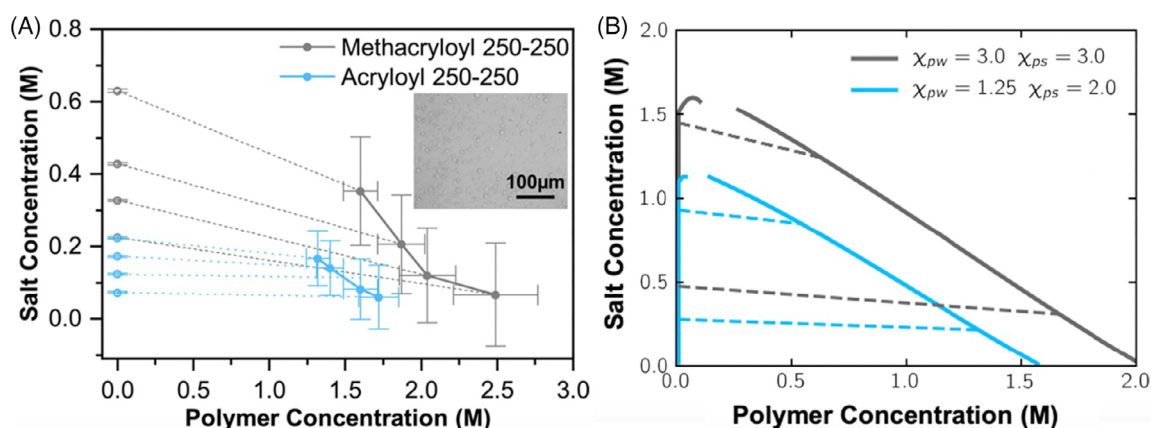 (A)
0.8
0.6
0.4
0.2
0.0
Salt Concentration (M)
Methacryloyl 250-250
Acryloyl 250-250
100μm
0.0 0.5 1.0 1.5 2.0 2.5 3.0
Polymer Concentration (M)
(B)
2.0
1.5
1.0
0.5
0.0
Salt Concentration (M)
χpw = 3.0 χps = 3.0
χpw = 1.25 χps = 2.0
0.0 0.5 1.0 1.5 2.0
Polymer Concentration (M)